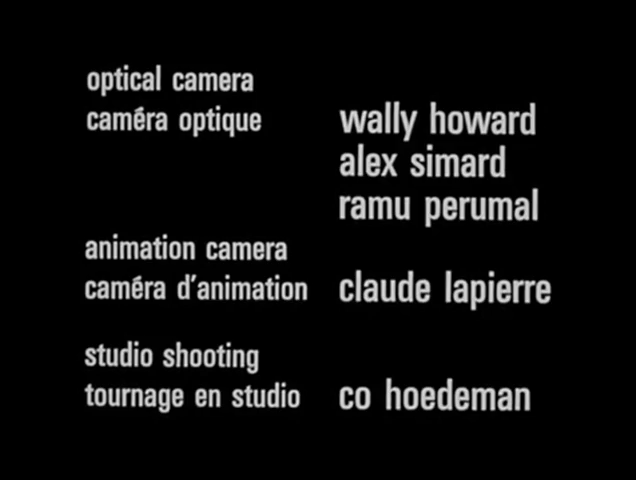 optical camera
caméra optique wally howard
alex simard
ramu perumal
animation camera
caméra d'animation claude lapierre
studio shooting
tournage en studio co hoedeman